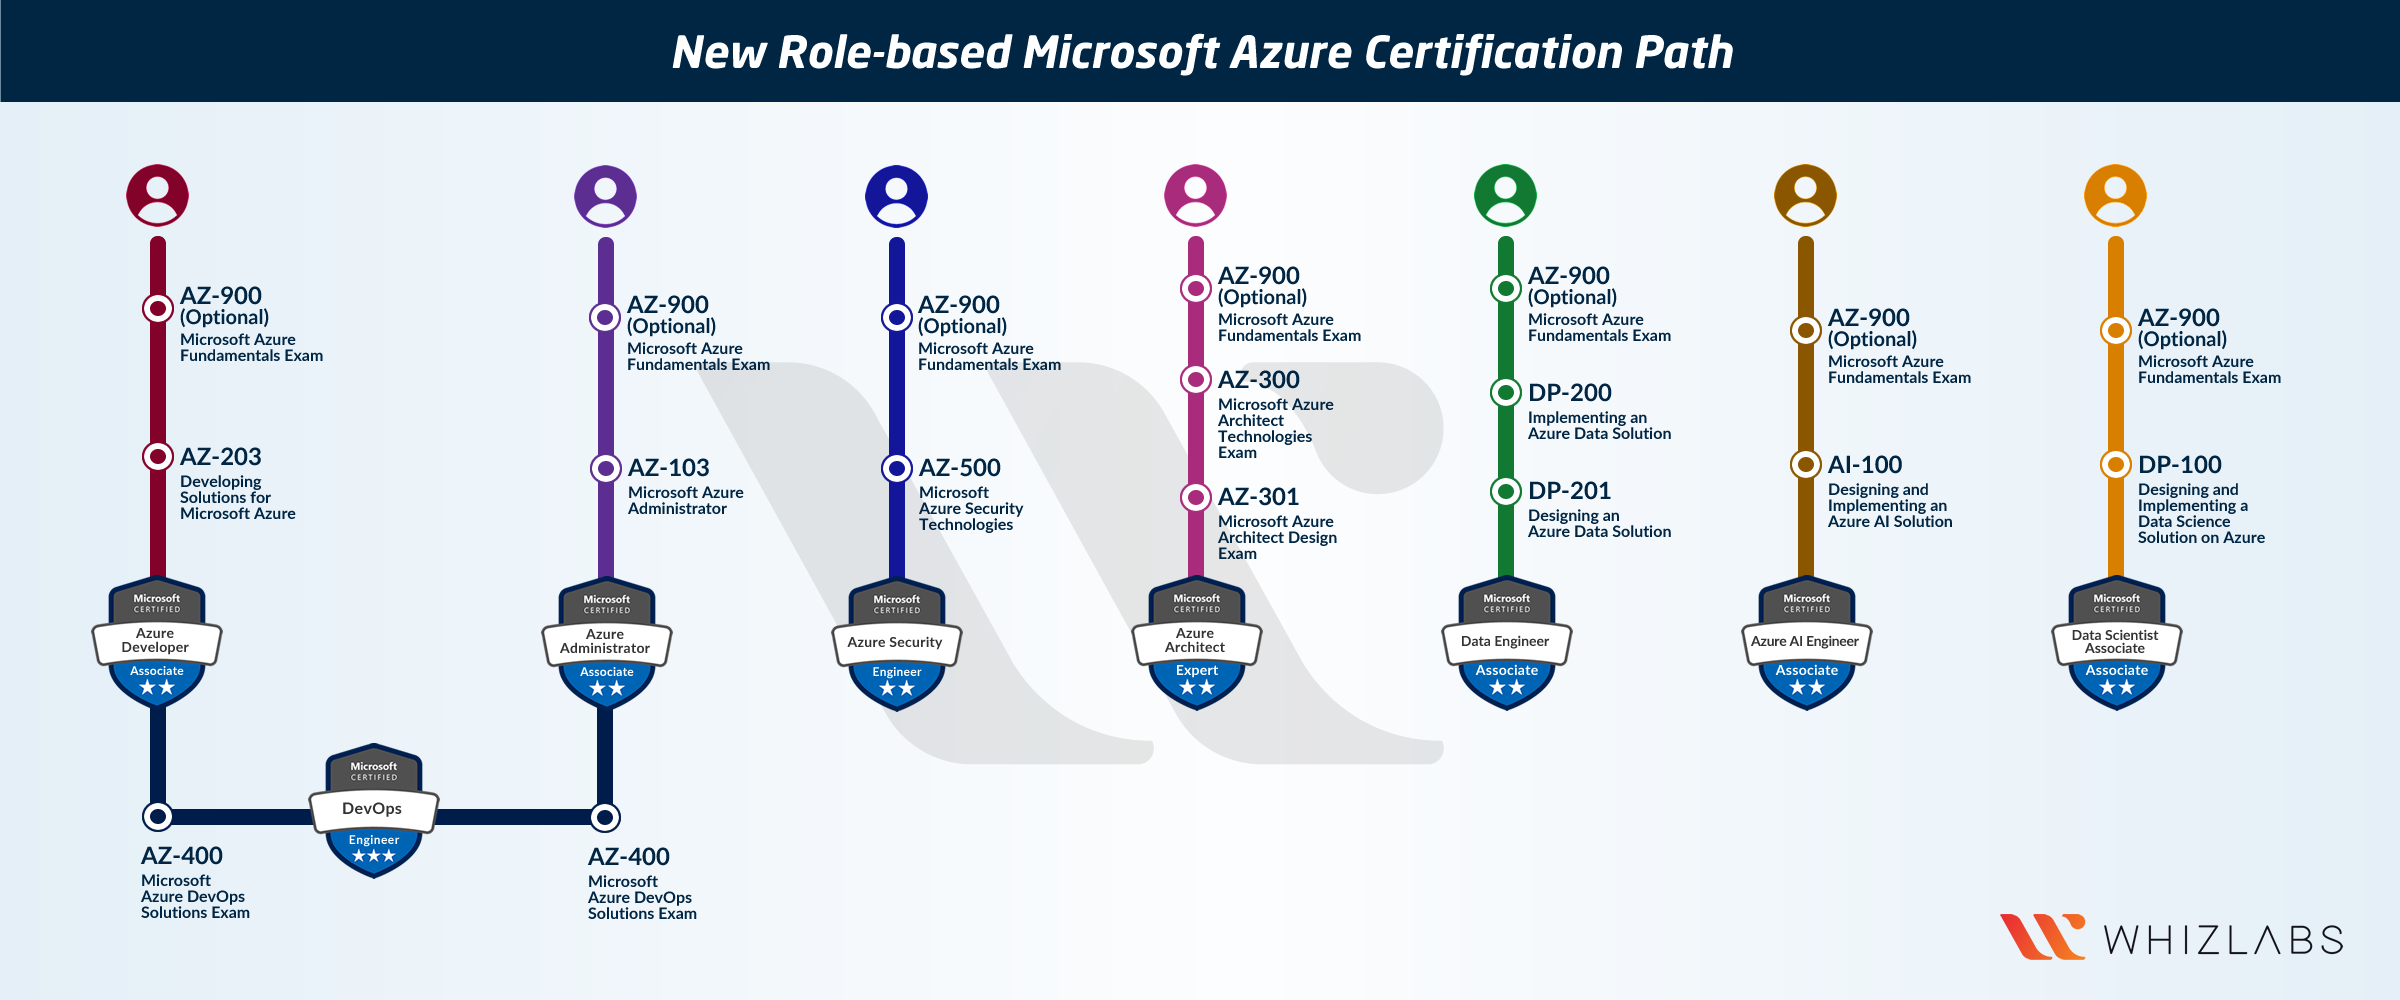 New Role-based Microsoft Azure Certification Path
AZ-900
(Optional)
Microsoft Azure
Fundamentals Exam
AZ-203
Developing
Solutions for
Microsoft Azure
Microsoft
CERTIFIED
Azure
Developer
Associate
AZ-400
Microsoft
Azure DevOps
Solutions Exam
Microsoft
CERTIFIED
DevOps
Engineer
AZ-900
(Optional)
Microsoft Azure
Fundamentals Exam
AZ-103
Microsoft Azure
Administrator
Microsoft
CERTIFIED
Azure
Administrator
Associate
AZ-400
Microsoft
Azure DevOps
Solutions Exam
AZ-900
(Optional)
Microsoft Azure
Fundamentals Exam
AZ-500
Microsoft
Azure Security
Technologies
Microsoft
CERTIFIED
Azure Security
Engineer
AZ-900
(Optional)
Microsoft Azure
Fundamentals Exam
AZ-300
Microsoft Azure
Architect
Technologies
Exam
AZ-301
Microsoft Azure
Architect Design
Exam
Microsoft
CERTIFIED
Azure
Architect
Expert
AZ-900
(Optional)
Microsoft Azure
Fundamentals Exam
DP-200
Implementing an
Azure Data Solution
DP-201
Designing an
Azure Data Solution
Microsoft
CERTIFIED
Data Engineer
Associate
AZ-900
(Optional)
Microsoft Azure
Fundamentals Exam
AI-100
Designing and
Implementing an
Azure AI Solution
Microsoft
CERTIFIED
Azure AI Engineer
Associate
AZ-900
(Optional)
Microsoft Azure
Fundamentals Exam
DP-100
Designing and
Implementing a
Data Science
Solution on Azure
Microsoft
CERTIFIED
Data Scientist
Associate
Associate
WHIZLABS